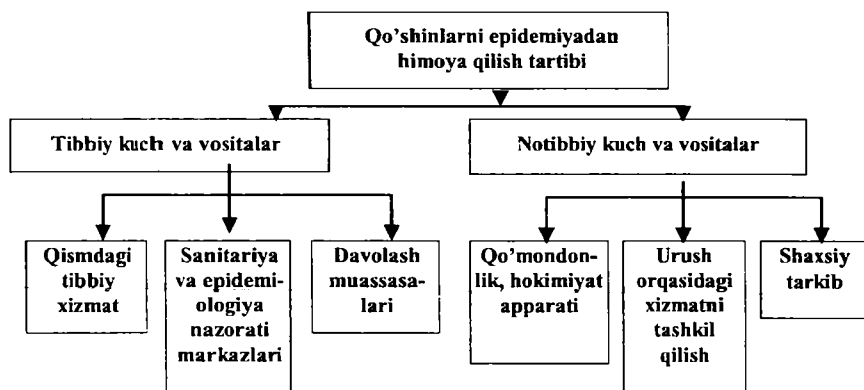 Qo'shinlarni epidemiyadan
himoya qilish tartibi
Tibbiy kuch va vositalar
Notibbiy kuch va vositalar
Qismdagi
tibbiy
xizmat
Sanitariya
va epidemi-
ologiya
nazorati
markazlari
Davolash
muassasa-
lari
Qo'mondon-
lik, hokimiyat
apparati
Urush
orqasidagi
xizmatni
tashkil
qilish
Shaxsiy
tarkib